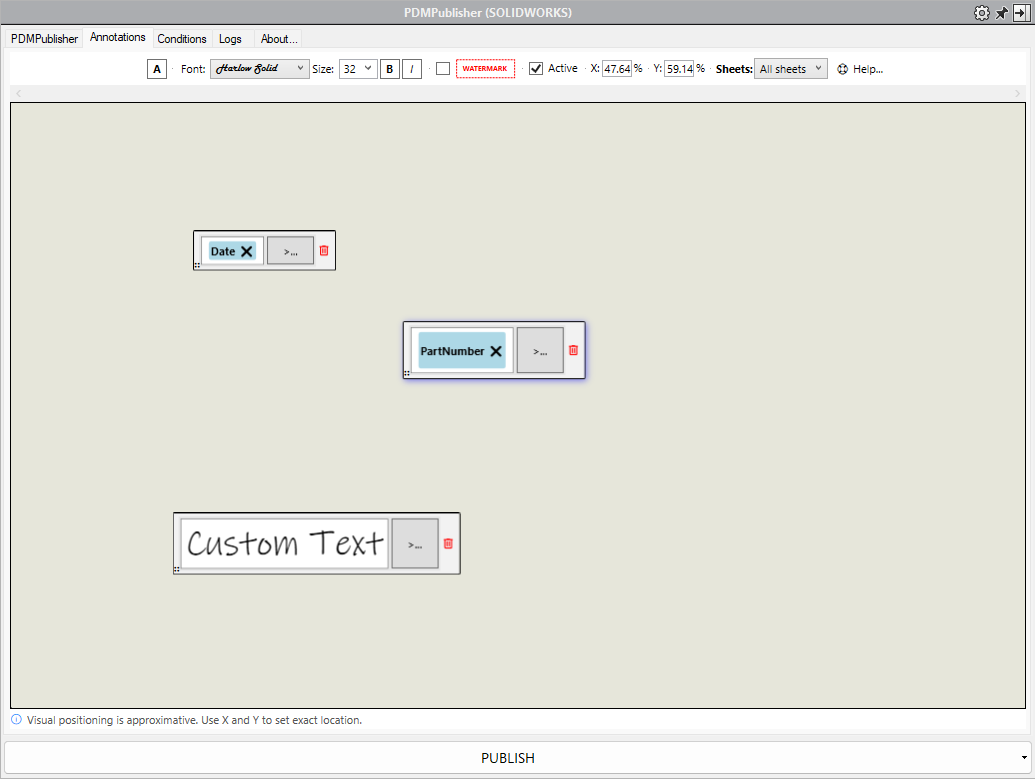 PDMPublisher (SOLIDWORKS)
PDMPublisher Annotations Conditions Logs About...
A · Font: Harlow Solid Size: 32 B I · WATERMARK · Active · X: 47.64 % · Y: 59.14 % · Sheets: All sheets Help...
Date >...
PartNumber >...
Custom Text >...
Visual positioning is approximative. Use X and Y to set exact location.
PUBLISH